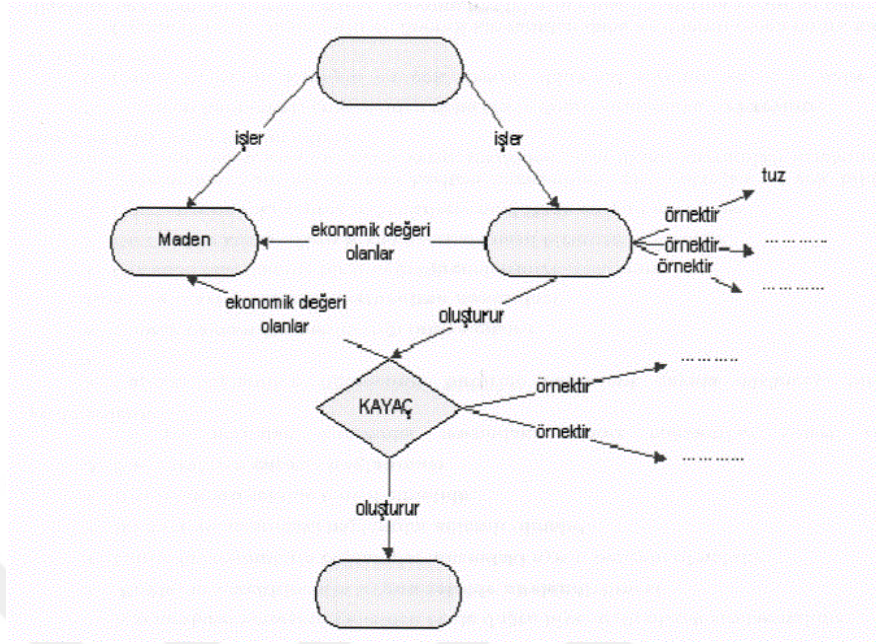 işler
işler
tuz
örnektir
Maden
ekonomik değeri
olanlar
örnektir
…………..
örnektir
…………
ekonomik değeri
olanlar
oluşturur
………..
KAYAÇ
örnektir
örnektir
…………
oluşturur